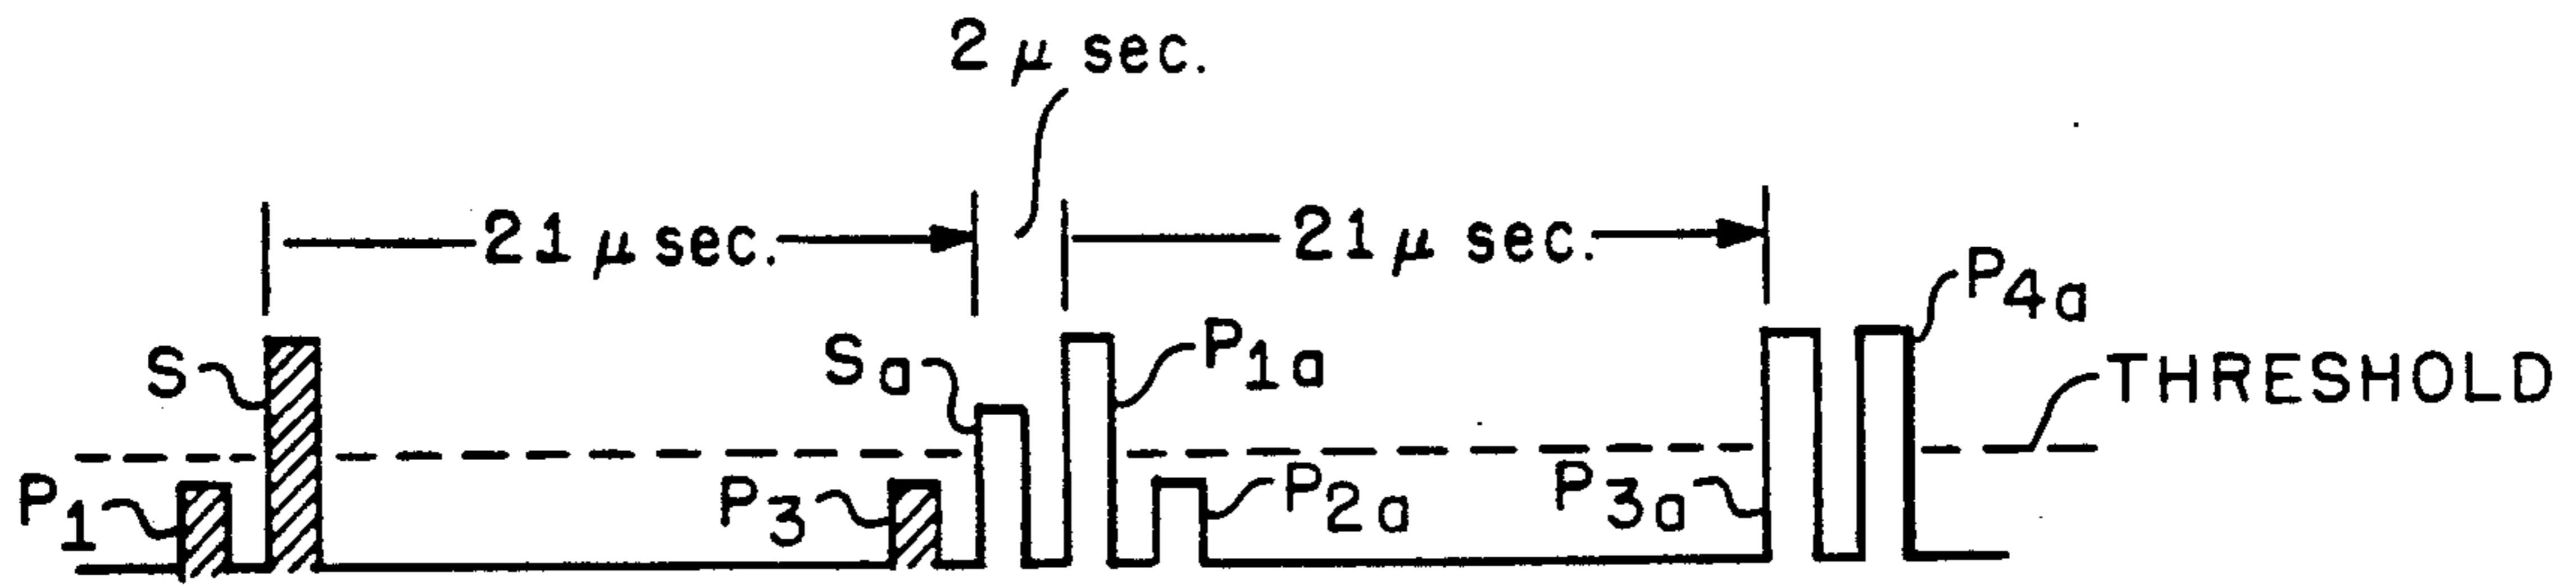 2 μ sec.
21 μ sec.
21 μ sec.
S
Sa
P1a
P4a
THRESHOLD
P1
P3
P2a
P3a